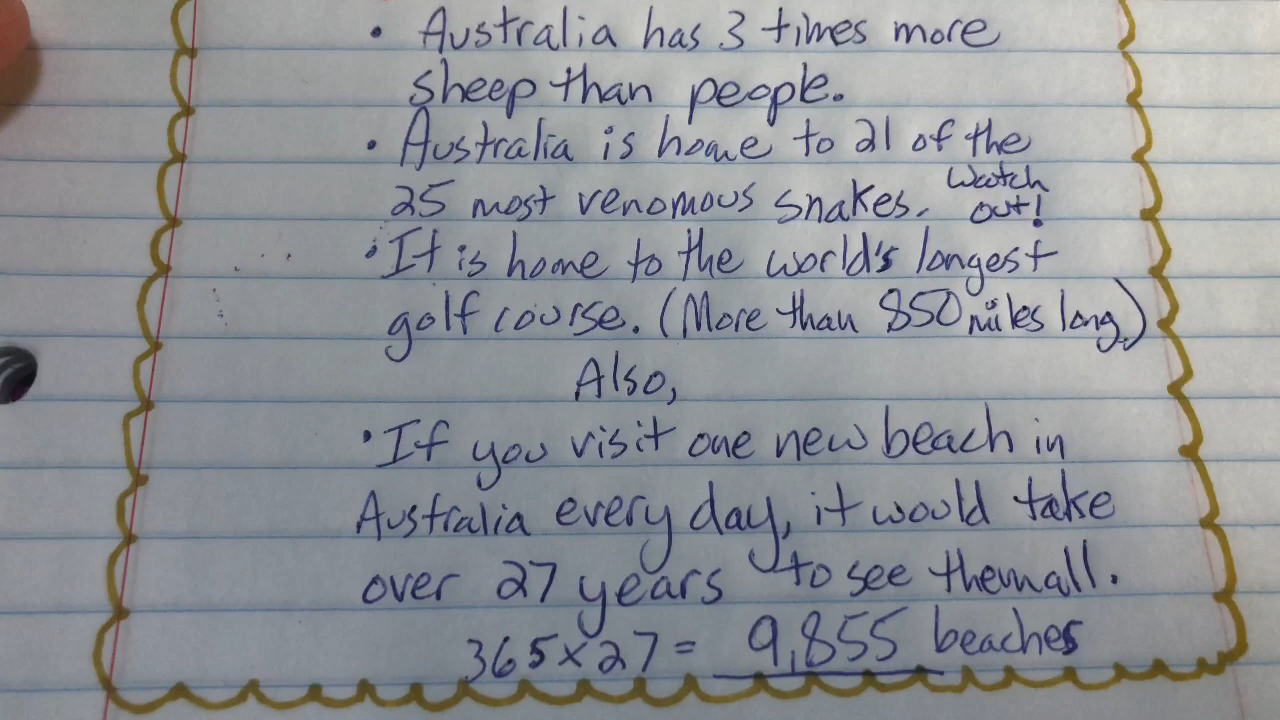 • Australia has 3 times more
sheep than people.
• Australia is home to 21 of the
25 most venomous snakes. Watch out!
• It is home to the world's longest
golf course. (More than 850 miles long.)
Also,
• If you visit one new beach in
Australia every day, it would take
over 27 years to see them all.
365x27= 9,855 beaches